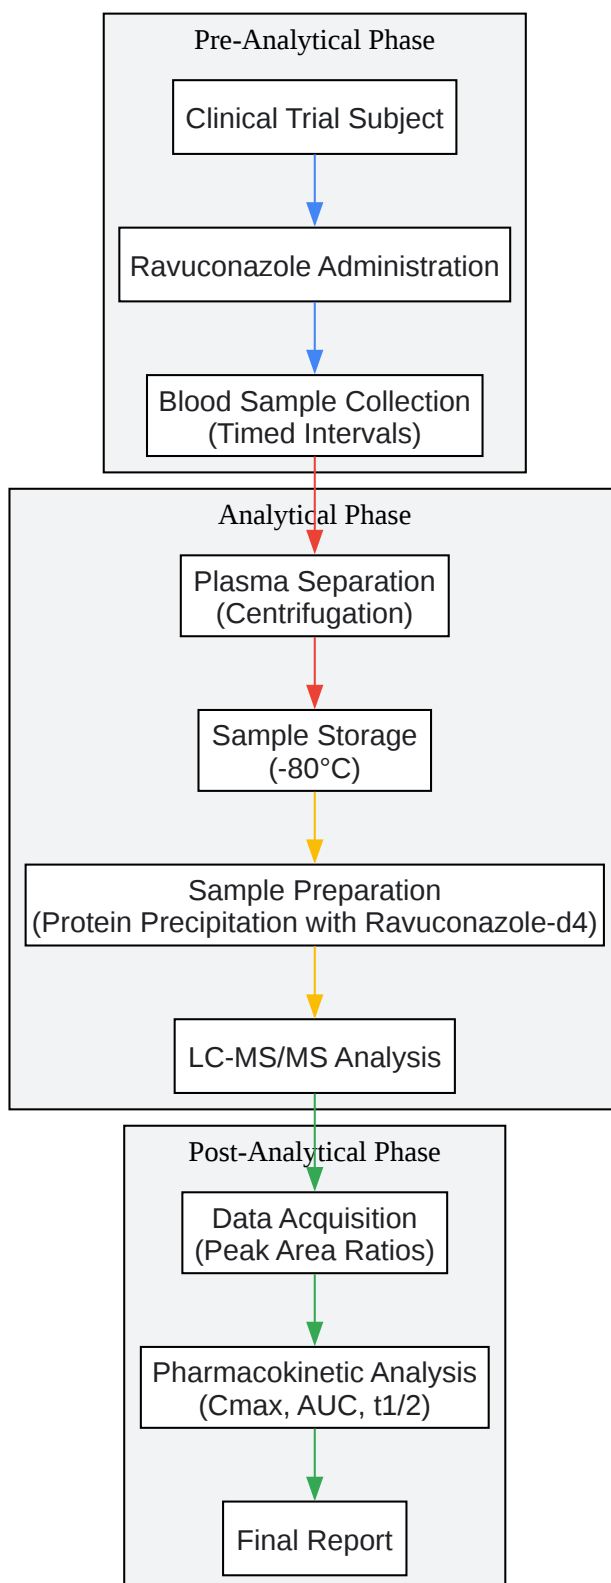 Pre-Analytical Phase
Clinical Trial Subject
Ravuconazole Administration
Blood Sample Collection
(Timed Intervals)
Analytical Phase
Plasma Separation
(Centrifugation)
Sample Storage
(-80°C)
Sample Preparation
(Protein Precipitation with Ravuconazole-d4)
LC-MS/MS Analysis
Post-Analytical Phase
Data Acquisition
(Peak Area Ratios)
Pharmacokinetic Analysis
(Cmax, AUC, t1/2)
Final Report